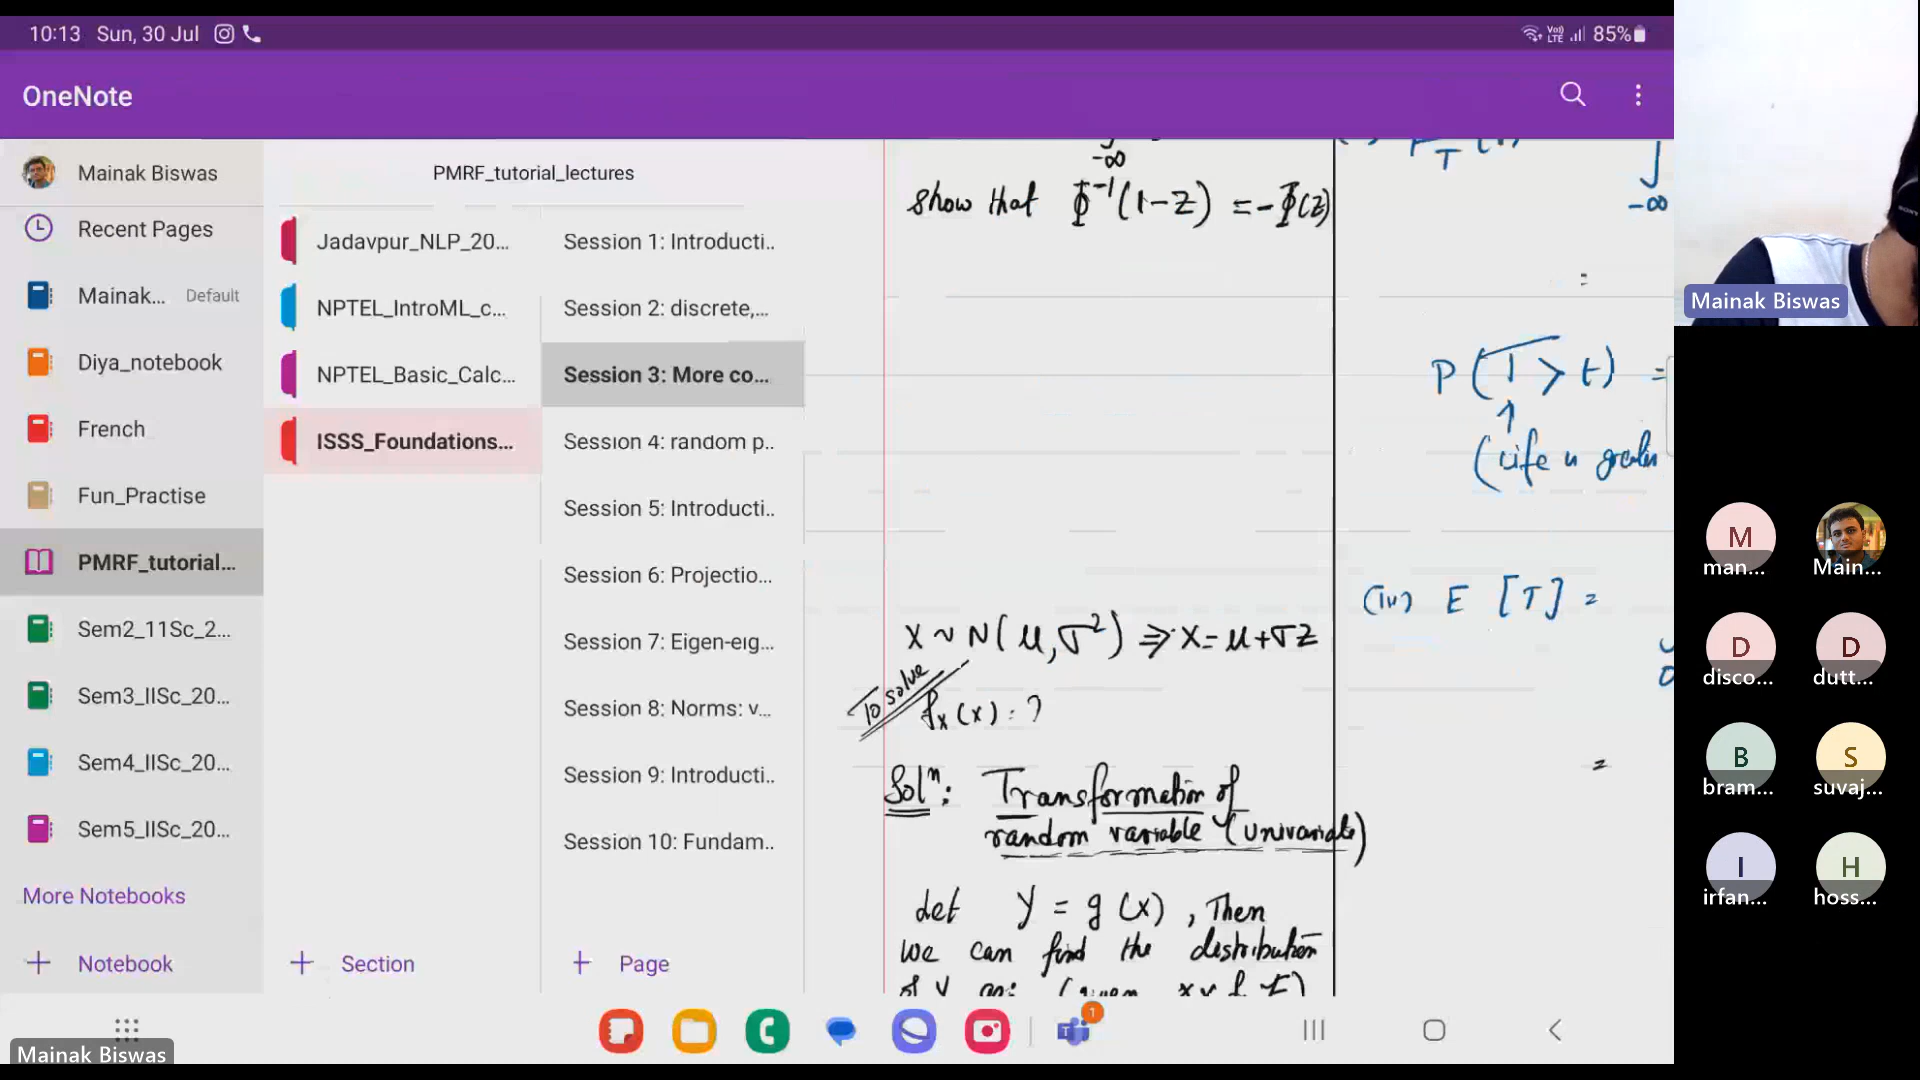 10:13 Sun, 30 Jul
85%
OneNote
Mainak Biswas
Recent Pages
Mainak... Default
Diya_notebook
French
Fun_Practise
PMRF_tutorial...
Sem2_11Sc_2...
Sem3_IISc_20...
Sem4_IISc_20...
Sem5_IISc_20...
More Notebooks
+ Notebook
PMRF_tutorial_lectures
Jadavpur_NLP_20...
NPTEL_IntroML_c...
NPTEL_Basic_Calc...
ISSS_Foundations...
+ Section
Session 1: Introducti..
Session 2: discrete,...
Session 3: More co...
Session 4: random p..
Session 5: Introducti..
Session 6: Projectio...
Session 7: Eigen-eig...
Session 8: Norms: v...
Session 9: Introducti..
Session 10: Fundam..
+ Page
-∞
show that Φ⁻¹(1-z) = -Φ(z)
X ~ N(μ, σ²) ⇒ X = μ + σZ
To solve
f_X(x) : ?
Solⁿ: Transformation of
random variable (univariate)
Let Y = g(X), Then
we can find the distribution
-∞
=
P(T > t) =
↑
(Life is
(iv) E[T] =
=
Mainak Biswas
M
man...
Main...
D
disco...
D
dutt...
B
bram...
S
suvaj...
I
irfan...
H
hoss...
1
Mainak Biswas